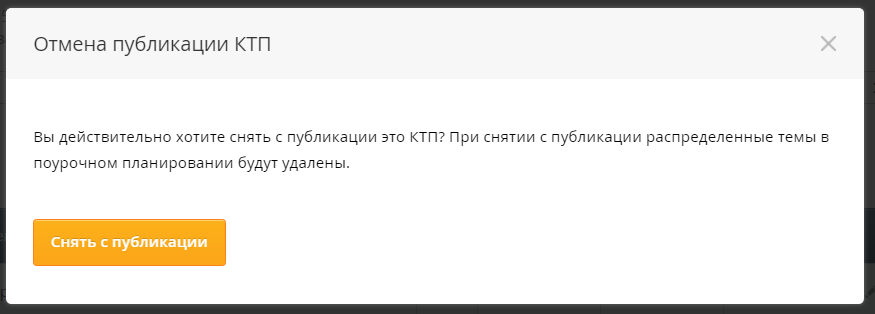 Отмена публикации КТП
Вы действительно хотите снять с публикации это КТП? При снятии с публикации распределенные темы в
поурочном планировании будут удалены.
Снять с публикации